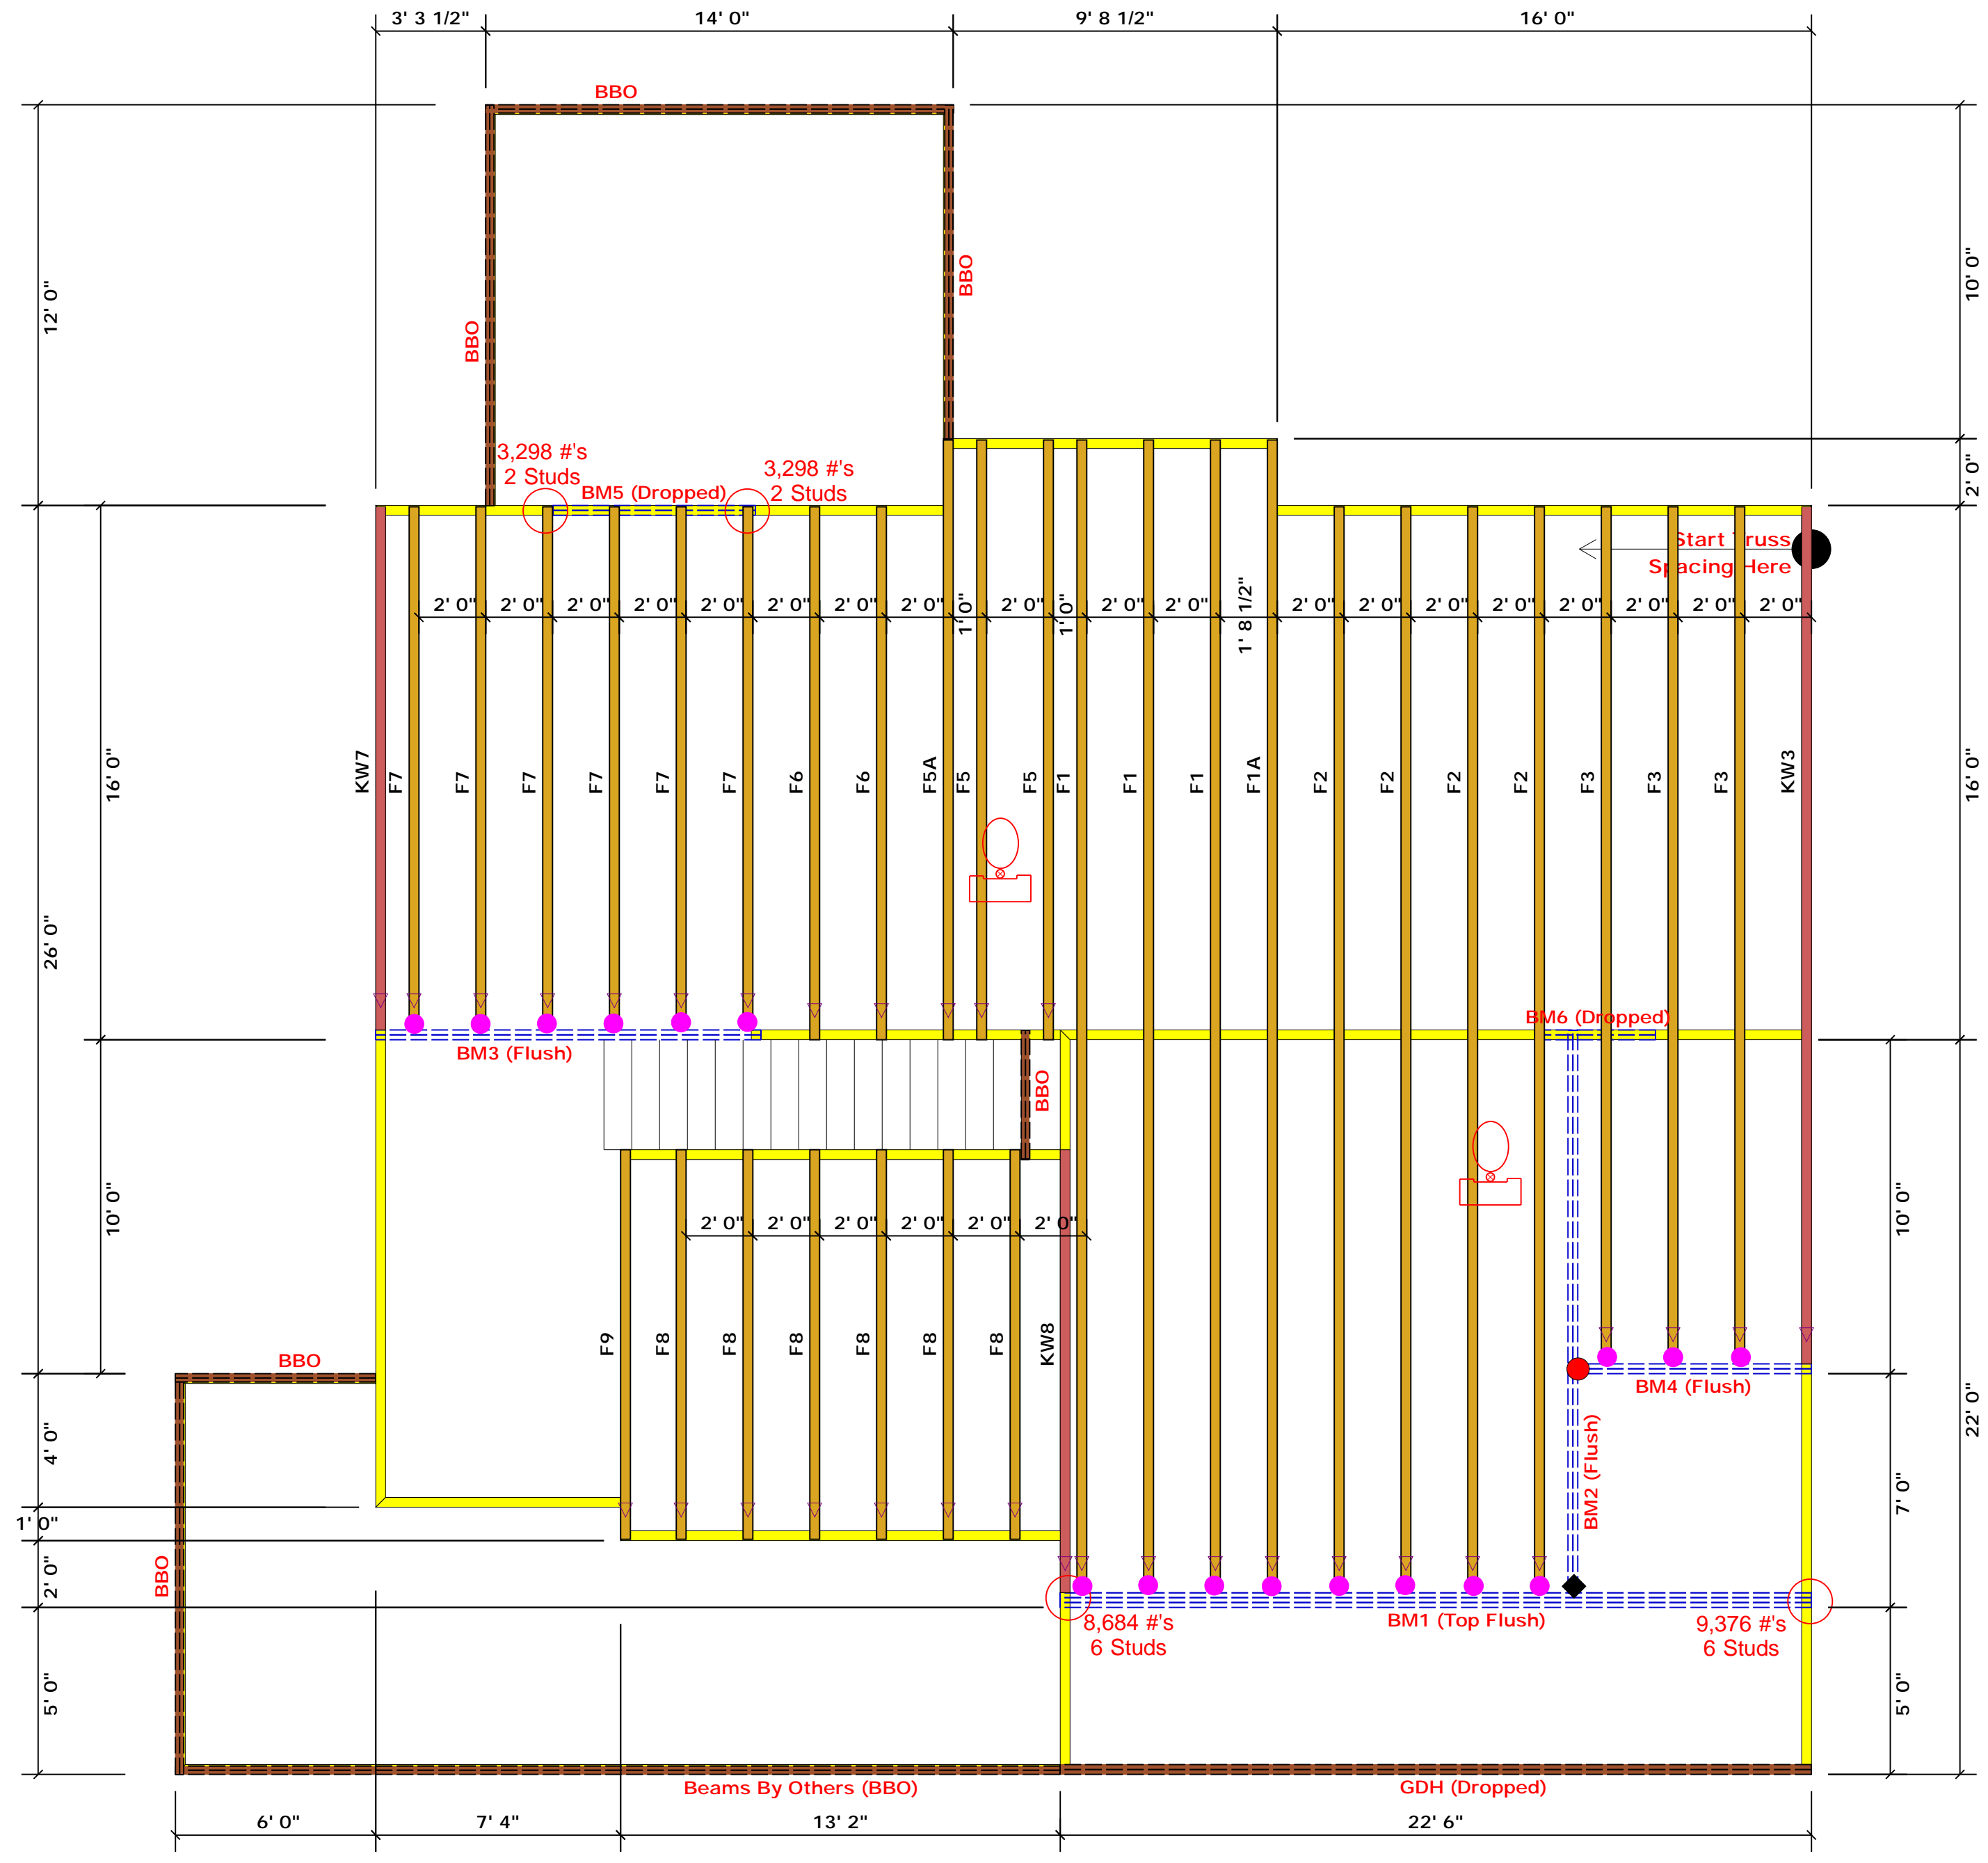 3' 3 1/2"
14' 0"
9' 8 1/2"
16' 0"
BBO
BBO
BBO
12' 0"
10' 0"
2' 0"
3,298 #'s
2 Studs
3,298 #'s
2 Studs
BM5 (Dropped)
Start Truss
Spacing Here
2' 0"
2' 0"
2' 0"
2' 0"
2' 0"
2' 0"
2' 0"
2' 0"
1' 0"
2' 0"
1' 0"
2' 0"
2' 0"
1' 8 1/2"
2' 0"
2' 0"
2' 0"
2' 0"
2' 0"
2' 0"
2' 0"
2' 0"
KW7
F7
F7
F7
F7
F7
F7
F6
F6
F5A
F5
F5
F1
F1
F1
F1A
F2
F2
F2
F2
F3
F3
F3
KW3
16' 0"
16' 0"
26' 0"
BM6 (Dropped)
BM3 (Flush)
BBO
10' 0"
10' 0"
2' 0"
2' 0"
2' 0"
2' 0"
2' 0"
2' 0"
F9
F8
F8
F8
F8
F8
F8
KW8
BBO
BM4 (Flush)
22' 0"
4' 0"
BM2 (Flush)
7' 0"
1' 0"
2' 0"
BBO
8,684 #'s
6 Studs
BM1 (Top Flush)
9,376 #'s
6 Studs
5' 0"
5' 0"
Beams By Others (BBO)
GDH (Dropped)
6' 0"
7' 4"
13' 2"
22' 6"